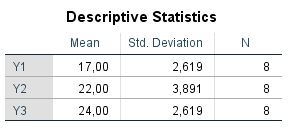 Descriptive Statistics
Mean Std. Deviation N
Y1 17,00 2,619 8
Y2 22,00 3,891 8
Y3 24,00 2,619 8